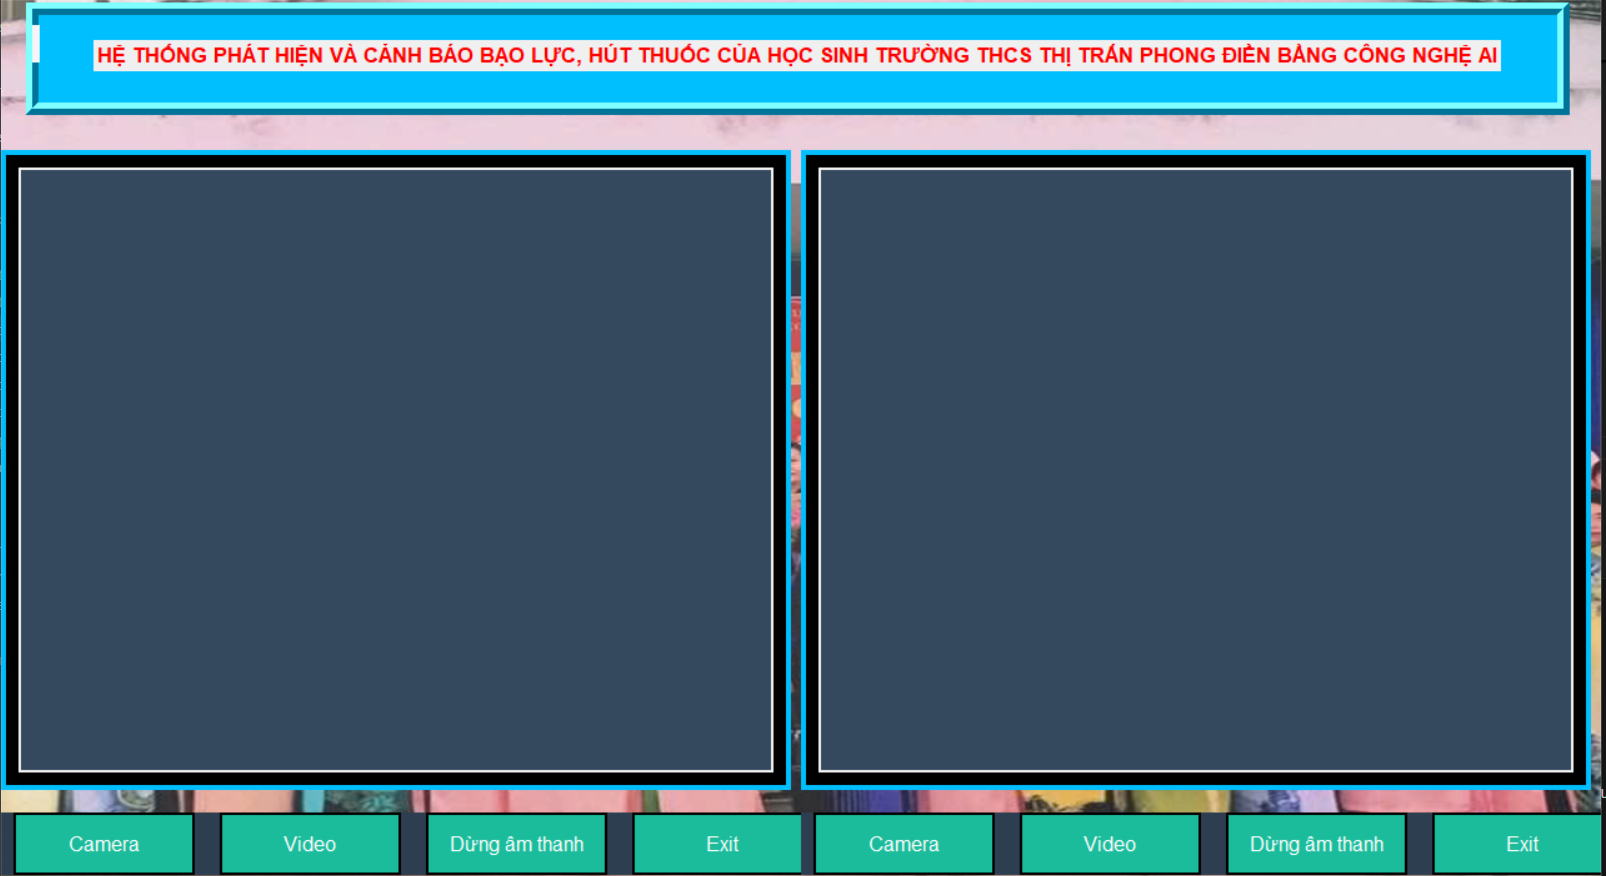 HỆ THỐNG PHÁT HIỆN VÀ CẢNH BÁO BẠO LỰC, HÚT THUỐC CỦA HỌC SINH TRƯỜNG THCS THỊ TRẤN PHONG ĐIỀN BẰNG CÔNG NGHỆ AI
Camera Video Dừng âm thanh Exit Camera Video Dừng âm thanh Exit